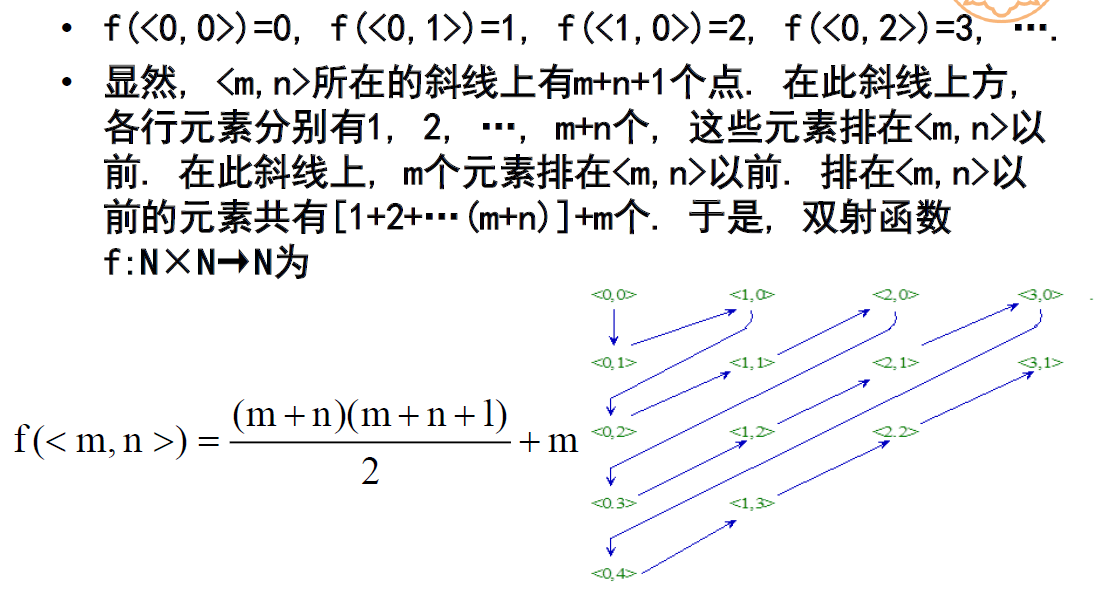 • f(<0,0>)=0, f(<0,1>)=1, f(<1,0>)=2, f(<0,2>)=3, ….
• 显然, <m,n>所在的斜线上有m+n+1个点. 在此斜线上方,
各行元素分别有1, 2, …, m+n个, 这些元素排在<m,n>以
前. 在此斜线上, m个元素排在<m,n>以前. 排在<m,n>以
前的元素共有[1+2+…(m+n)]+m个. 于是, 双射函数
f:N×N→N为
f(< m, n >) = (m + n)(m + n + 1) / 2 + m
<0,0> <1,0> <2,0> <3,0>
<0,1> <1,1> <2,1> <3,1>
<0,2> <1,2> <2.2>
<0.3> <1,3>
<0,4>